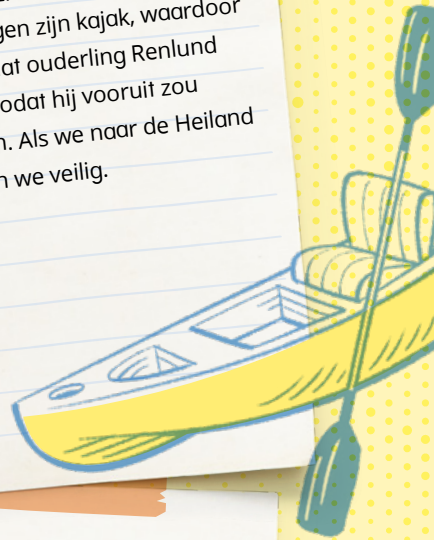 gen zijn kajak, waardoor
at ouderling Renlund
odat hij vooruit zou
n. Als we naar de Heiland
n we veilig.